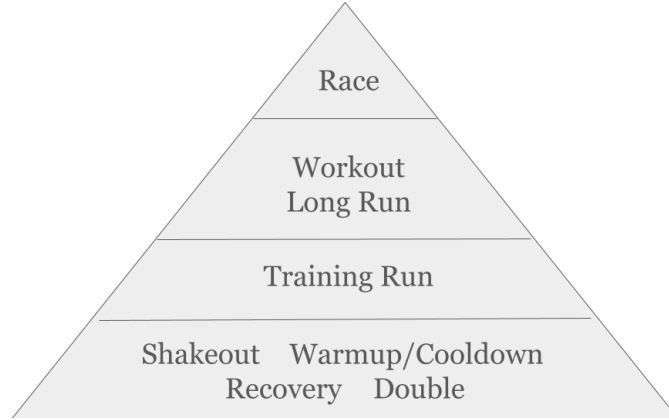 Race
Workout
Long Run
Training Run
Shakeout Warmup/Cooldown
Recovery Double